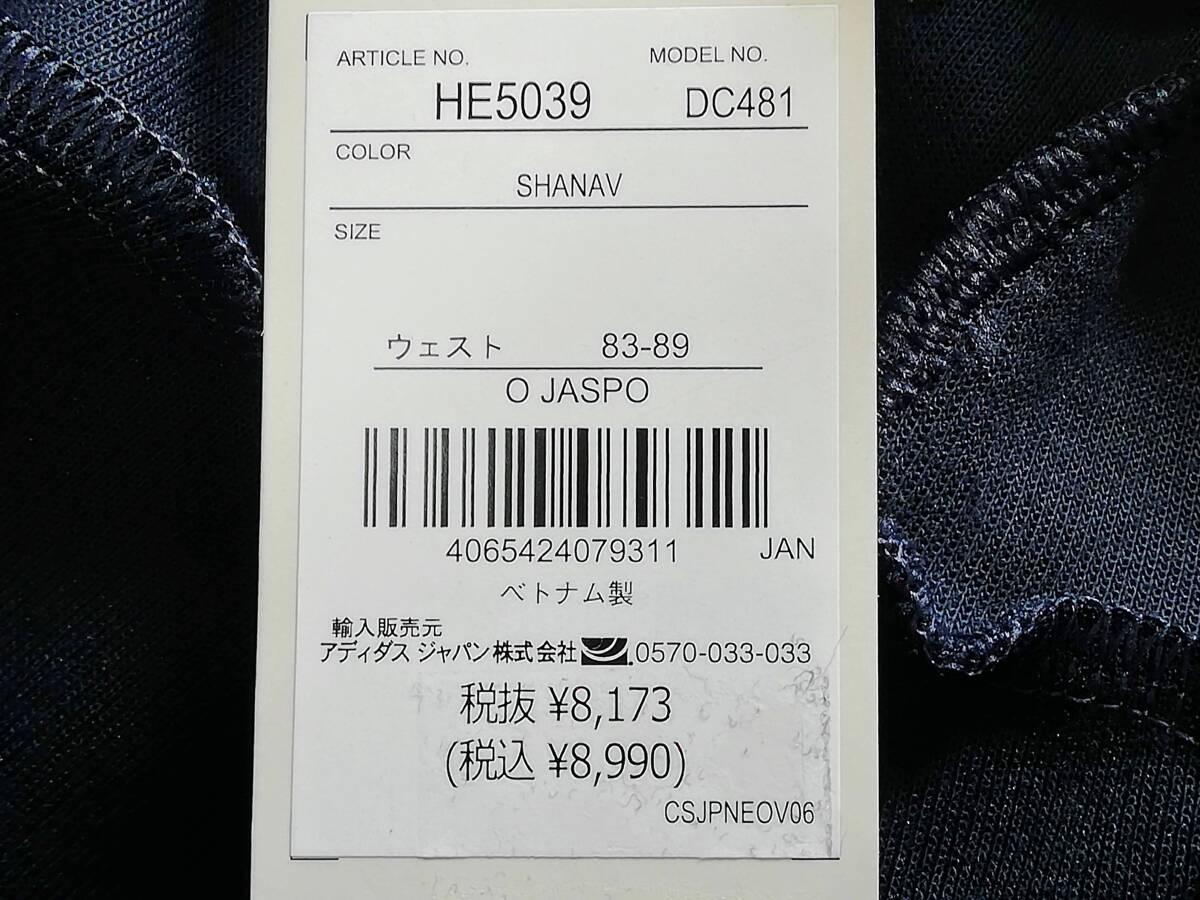 ARTICLE NO. MODEL NO.
HE5039 DC481
COLOR
SHANAV
SIZE
ウェスト 83-89
O JASPO
4065424079311 JAN
ベトナム製
輸入販売元
アディダス ジャパン株式会社 0570-033-033
税抜 ¥8,173
(税込 ¥8,990)
CSJPNEOV06